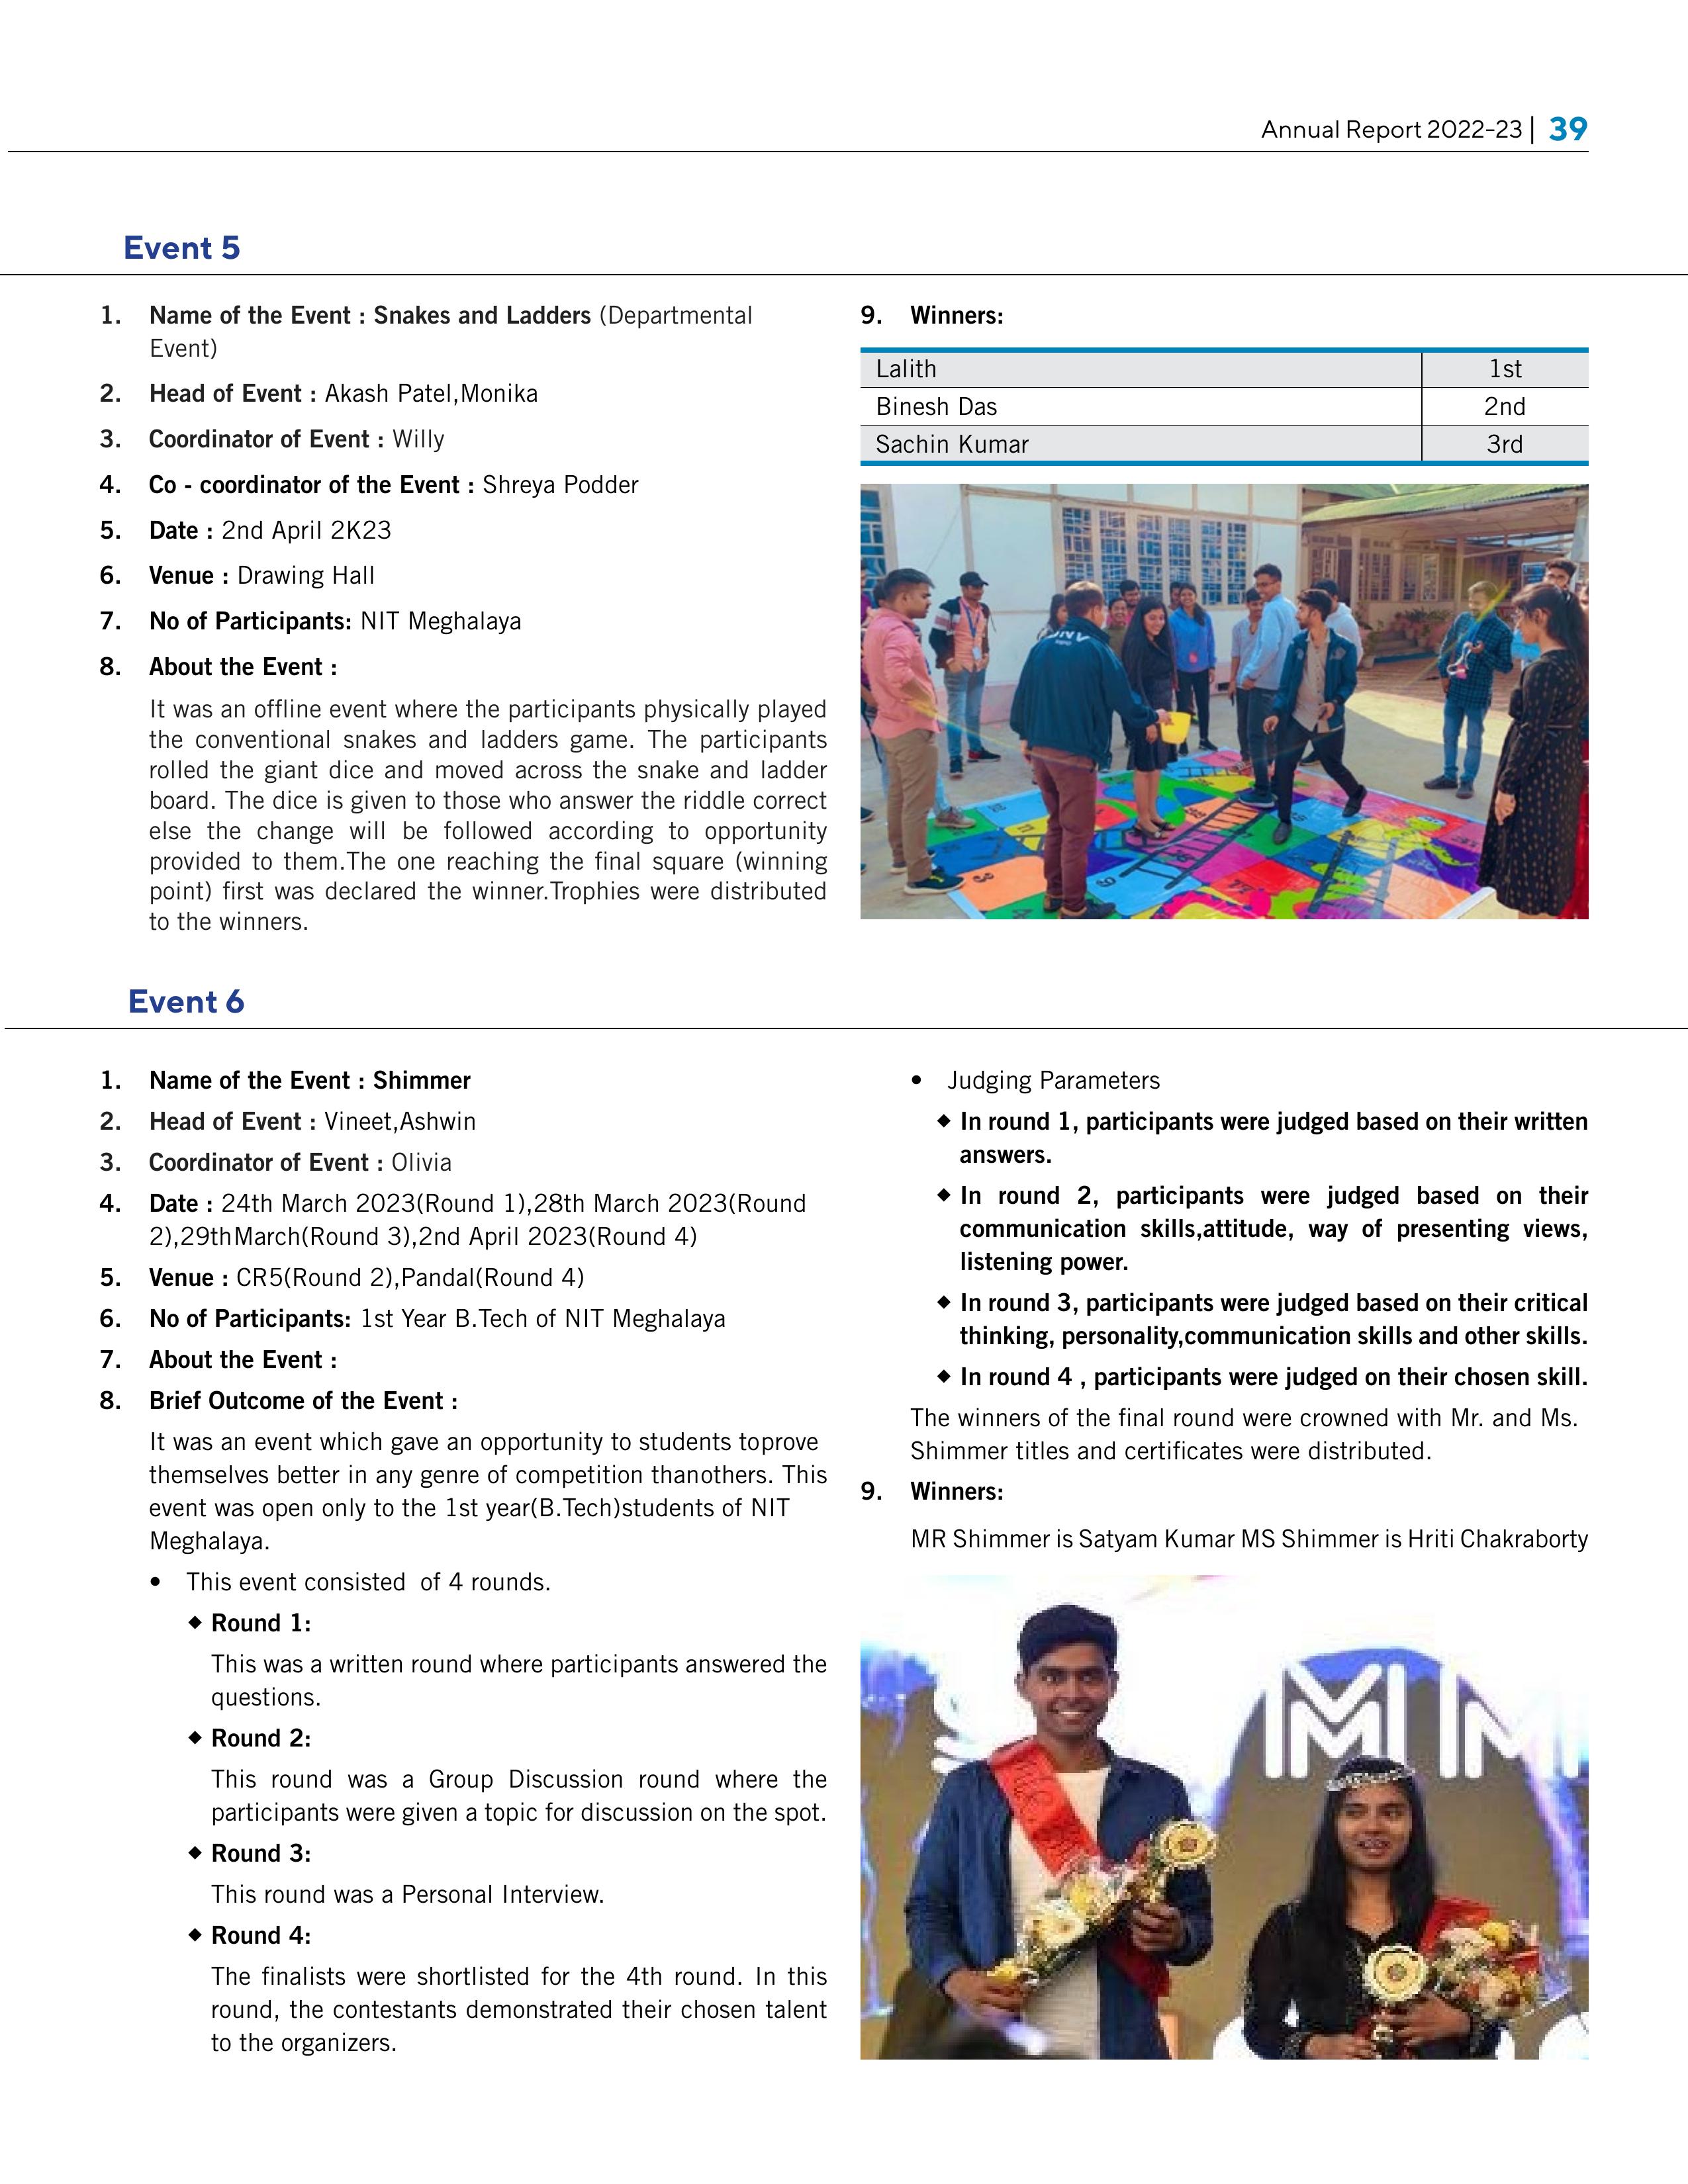 Annual Report 2022-23 | 39
Event 5
1. Name of the Event : Snakes and Ladders (Departmental
Event)
2. Head of Event : Akash Patel,Monika
3. Coordinator of Event : Willy
4. Co - coordinator of the Event : Shreya Podder
5. Date : 2nd April 2K23
6. Venue : Drawing Hall
7. No of Participants: NIT Meghalaya
8. About the Event :
It was an offline event where the participants physically played
the conventional snakes and ladders game. The participants
rolled the giant dice and moved across the snake and ladder
board. The dice is given to those who answer the riddle correct
else the change will be followed according to opportunity
provided to them.The one reaching the final square (winning
point) first was declared the winner.Trophies were distributed
to the winners.
9. Winners:
Lalith 1st
Binesh Das 2nd
Sachin Kumar 3rd
Event 6
1. Name of the Event : Shimmer
2. Head of Event : Vineet,Ashwin
3. Coordinator of Event : Olivia
4. Date : 24th March 2023(Round 1),28th March 2023(Round
2),29thMarch(Round 3),2nd April 2023(Round 4)
5. Venue : CR5(Round 2),Pandal(Round 4)
6. No of Participants: 1st Year B.Tech of NIT Meghalaya
7. About the Event :
8. Brief Outcome of the Event :
It was an event which gave an opportunity to students toprove
themselves better in any genre of competition thanothers. This
event was open only to the 1st year(B.Tech)students of NIT
Meghalaya.
• This event consisted of 4 rounds.
◆ Round 1:
This was a written round where participants answered the
questions.
◆ Round 2:
This round was a Group Discussion round where the
participants were given a topic for discussion on the spot.
◆ Round 3:
This round was a Personal Interview.
◆ Round 4:
The finalists were shortlisted for the 4th round. In this
round, the contestants demonstrated their chosen talent
to the organizers.
• Judging Parameters
◆ In round 1, participants were judged based on their written
answers.
◆ In round 2, participants were judged based on their
communication skills,attitude, way of presenting views,
listening power.
◆ In round 3, participants were judged based on their critical
thinking, personality,communication skills and other skills.
◆ In round 4 , participants were judged on their chosen skill.
The winners of the final round were crowned with Mr. and Ms.
Shimmer titles and certificates were distributed.
9. Winners:
MR Shimmer is Satyam Kumar MS Shimmer is Hriti Chakraborty